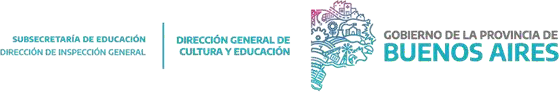 SUBSECRETARÍA DE EDUCACIÓN
DIRECCIÓN DE INSPECCIÓN GENERAL
DIRECCIÓN GENERAL DE
CULTURA Y EDUCACIÓN
GOBIERNO DE LA PROVINCIA DE
BUENOS AIRES